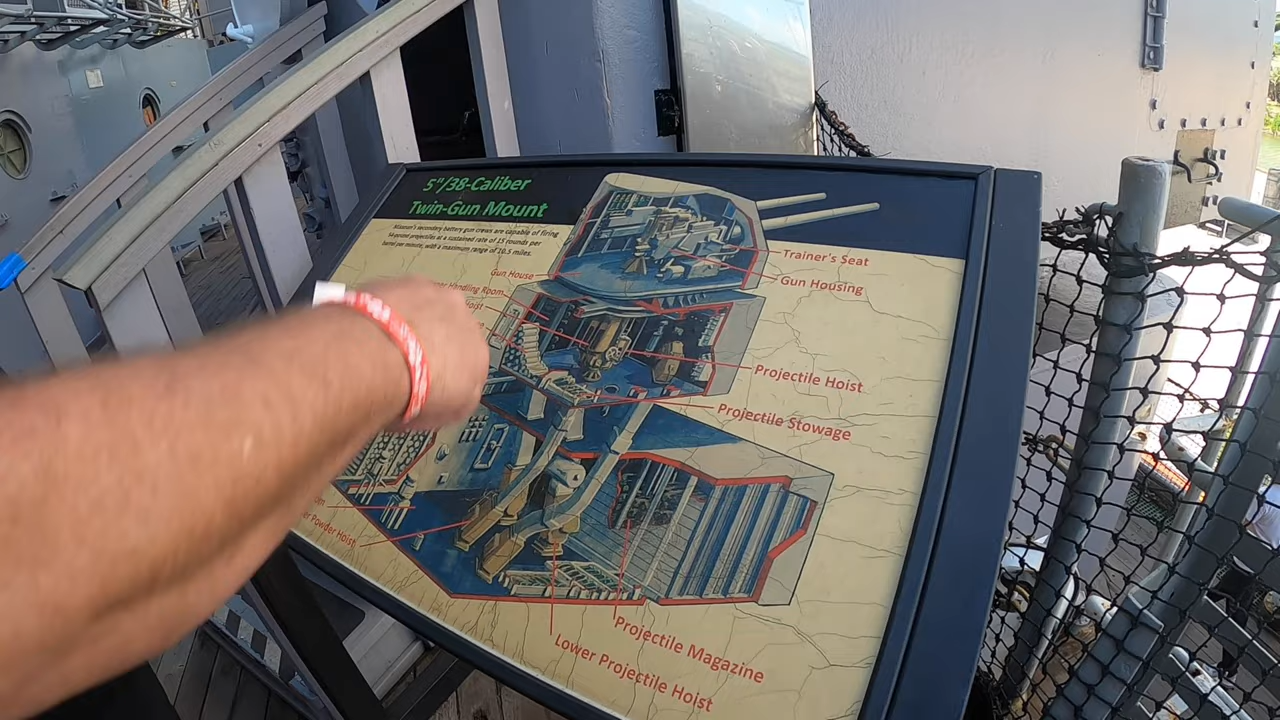 5"/38-Caliber
Twin-Gun Mount
Missouri's secondary battery gun crews are capable of firing
54-pound projectiles at a sustained rate of 15 rounds per
barrel per minute, with a maximum range of 10.5 miles.
Trainer's Seat
Gun House
Gun Housing
Handling Room
Projectile Hoist
Projectile Stowage
Powder Hoist
Projectile Magazine
Lower Projectile Hoist